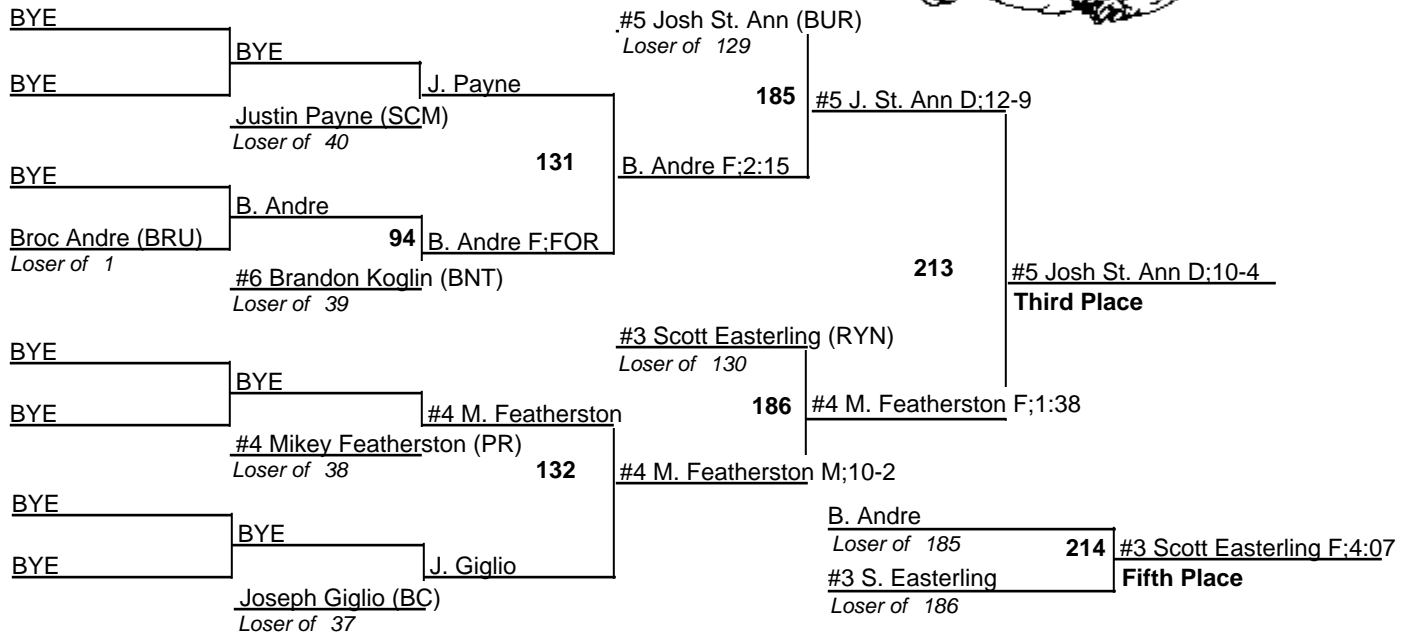 BYE
#5 Josh St. Ann (BUR)
Loser of 129
BYE
BYE
J. Payne
185
#5 J. St. Ann D;12-9
Justin Payne (SCM)
Loser of 40
131
B. Andre F;2:15
BYE
B. Andre
Broc Andre (BRU)
Loser of 1
94
B. Andre F;FOR
#6 Brandon Koglin (BNT)
Loser of 39
213
#5 Josh St. Ann D;10-4
Third Place
#3 Scott Easterling (RYN)
Loser of 130
BYE
BYE
BYE
#4 M. Featherston
186
#4 M. Featherston F;1:38
#4 Mikey Featherston (PR)
Loser of 38
132
#4 M. Featherston M;10-2
BYE
BYE
BYE
J. Giglio
Joseph Giglio (BC)
Loser of 37
B. Andre
Loser of 185
214
#3 Scott Easterling F;4:07
Fifth Place
#3 S. Easterling
Loser of 186